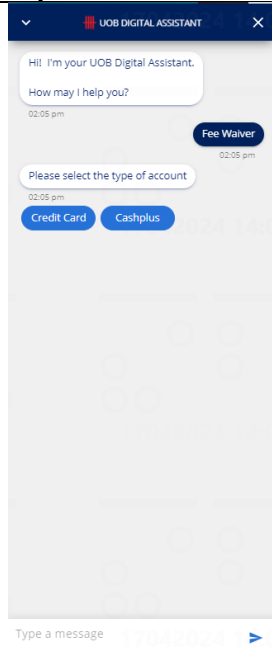 UOB DIGITAL ASSISTANT
Hi! I'm your UOB Digital Assistant.
How may I help you?
02:05 pm
Fee Waiver
02:05 pm
Please select the type of account
02:05 pm
Credit Card
Cashplus
Type a message